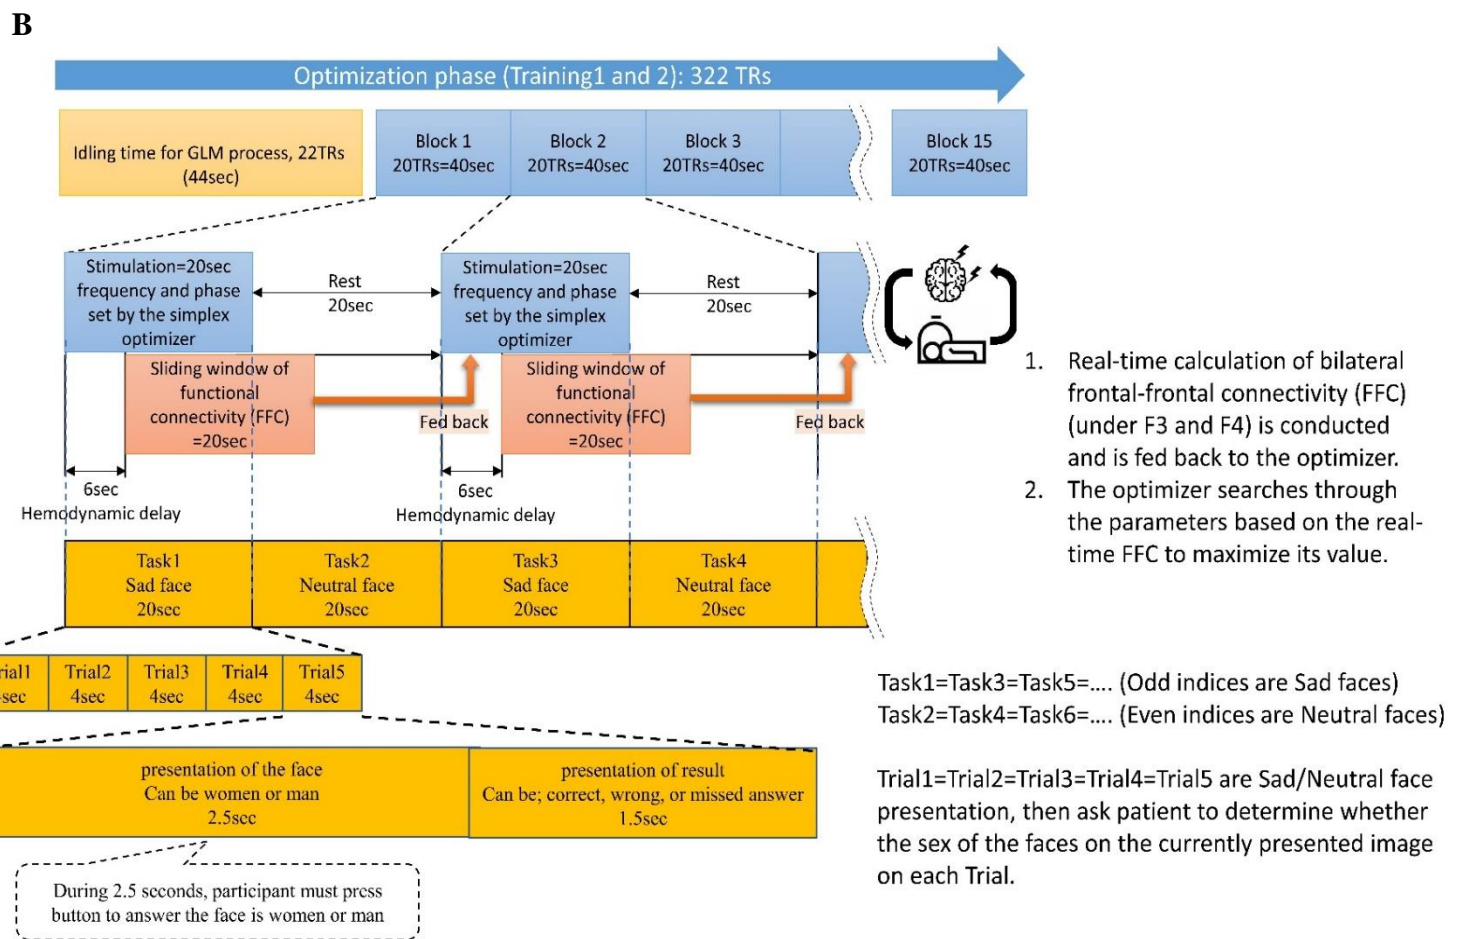 B
Optimization phase (Training1 and 2): 322 TRs
Idling time for GLM process, 22TRs
(44sec)
Block 1
20TRs=40sec
Block 2
20TRs=40sec
Block 3
20TRs=40sec
Block 15
20TRs=40sec
Stimulation=20sec
frequency and phase
set by the simplex
optimizer
Rest
20sec
Stimulation=20sec
frequency and phase
set by the simplex
optimizer
Rest
20sec
Sliding window of
functional
connectivity (FFC)
=20sec
Fed back
Sliding window of
functional
connectivity (FFC)
=20sec
Fed back
6sec
Hemodynamic delay
6sec
Hemodynamic delay
1. Real-time calculation of bilateral
frontal-frontal connectivity (FFC)
(under F3 and F4) is conducted
and is fed back to the optimizer.
2. The optimizer searches through
the parameters based on the real-
time FFC to maximize its value.
Task1
Sad face
20sec
Task2
Neutral face
20sec
Task3
Sad face
20sec
Task4
Neutral face
20sec
rial1
sec
Trial2
4sec
Trial3
4sec
Trial4
4sec
Trial5
4sec
Task1=Task3=Task5=.... (Odd indices are Sad faces)
Task2=Task4=Task6=.... (Even indices are Neutral faces)
Trial1=Trial2=Trial3=Trial4=Trial5 are Sad/Neutral face
presentation, then ask patient to determine whether
the sex of the faces on the currently presented image
on each Trial.
presentation of the face
Can be women or man
2.5sec
presentation of result
Can be; correct, wrong, or missed answer
1.5sec
During 2.5 seconds, participant must press
button to answer the face is women or man